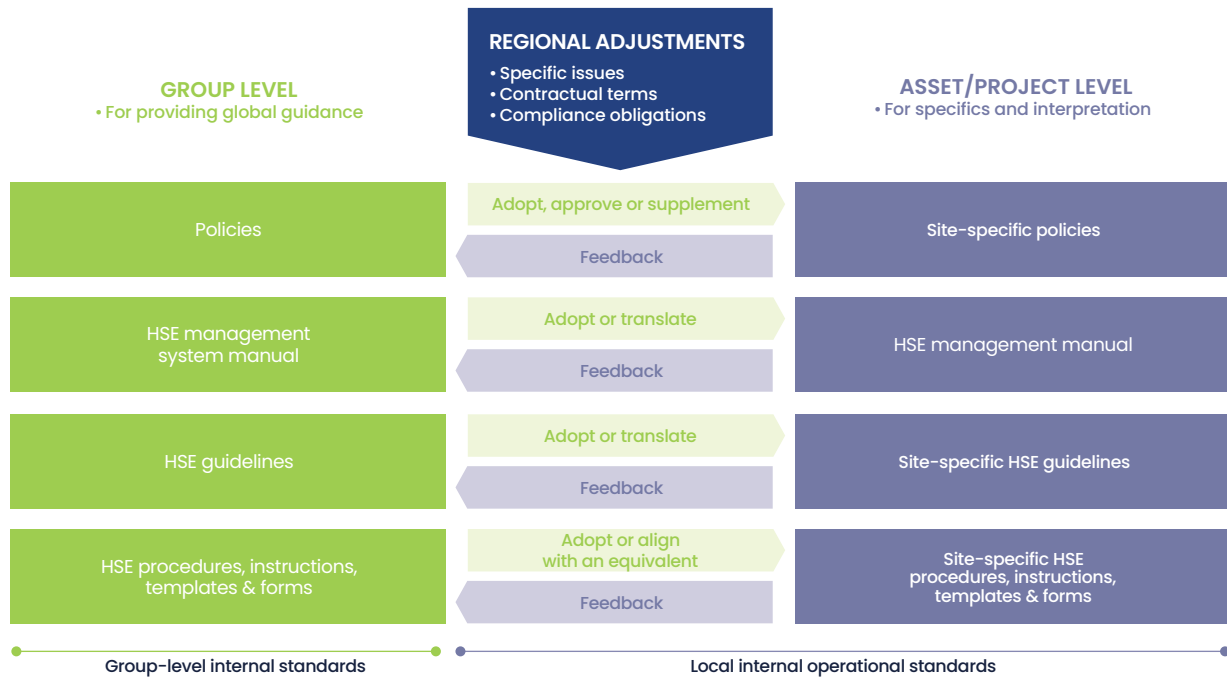 GROUP LEVEL
• For providing global guidance
REGIONAL ADJUSTMENTS
• Specific issues
• Contractual terms
• Compliance obligations
ASSET/PROJECT LEVEL
• For specifics and interpretation
Policies
Adopt, approve or supplement
Feedback
Site-specific policies
HSE management
system manual
Adopt or translate
Feedback
HSE management manual
HSE guidelines
Adopt or translate
Feedback
Site-specific HSE guidelines
HSE procedures, instructions,
templates & forms
Adopt or align
with an equivalent
Feedback
Site-specific HSE
procedures, instructions,
templates & forms
Group-level internal standards
Local internal operational standards